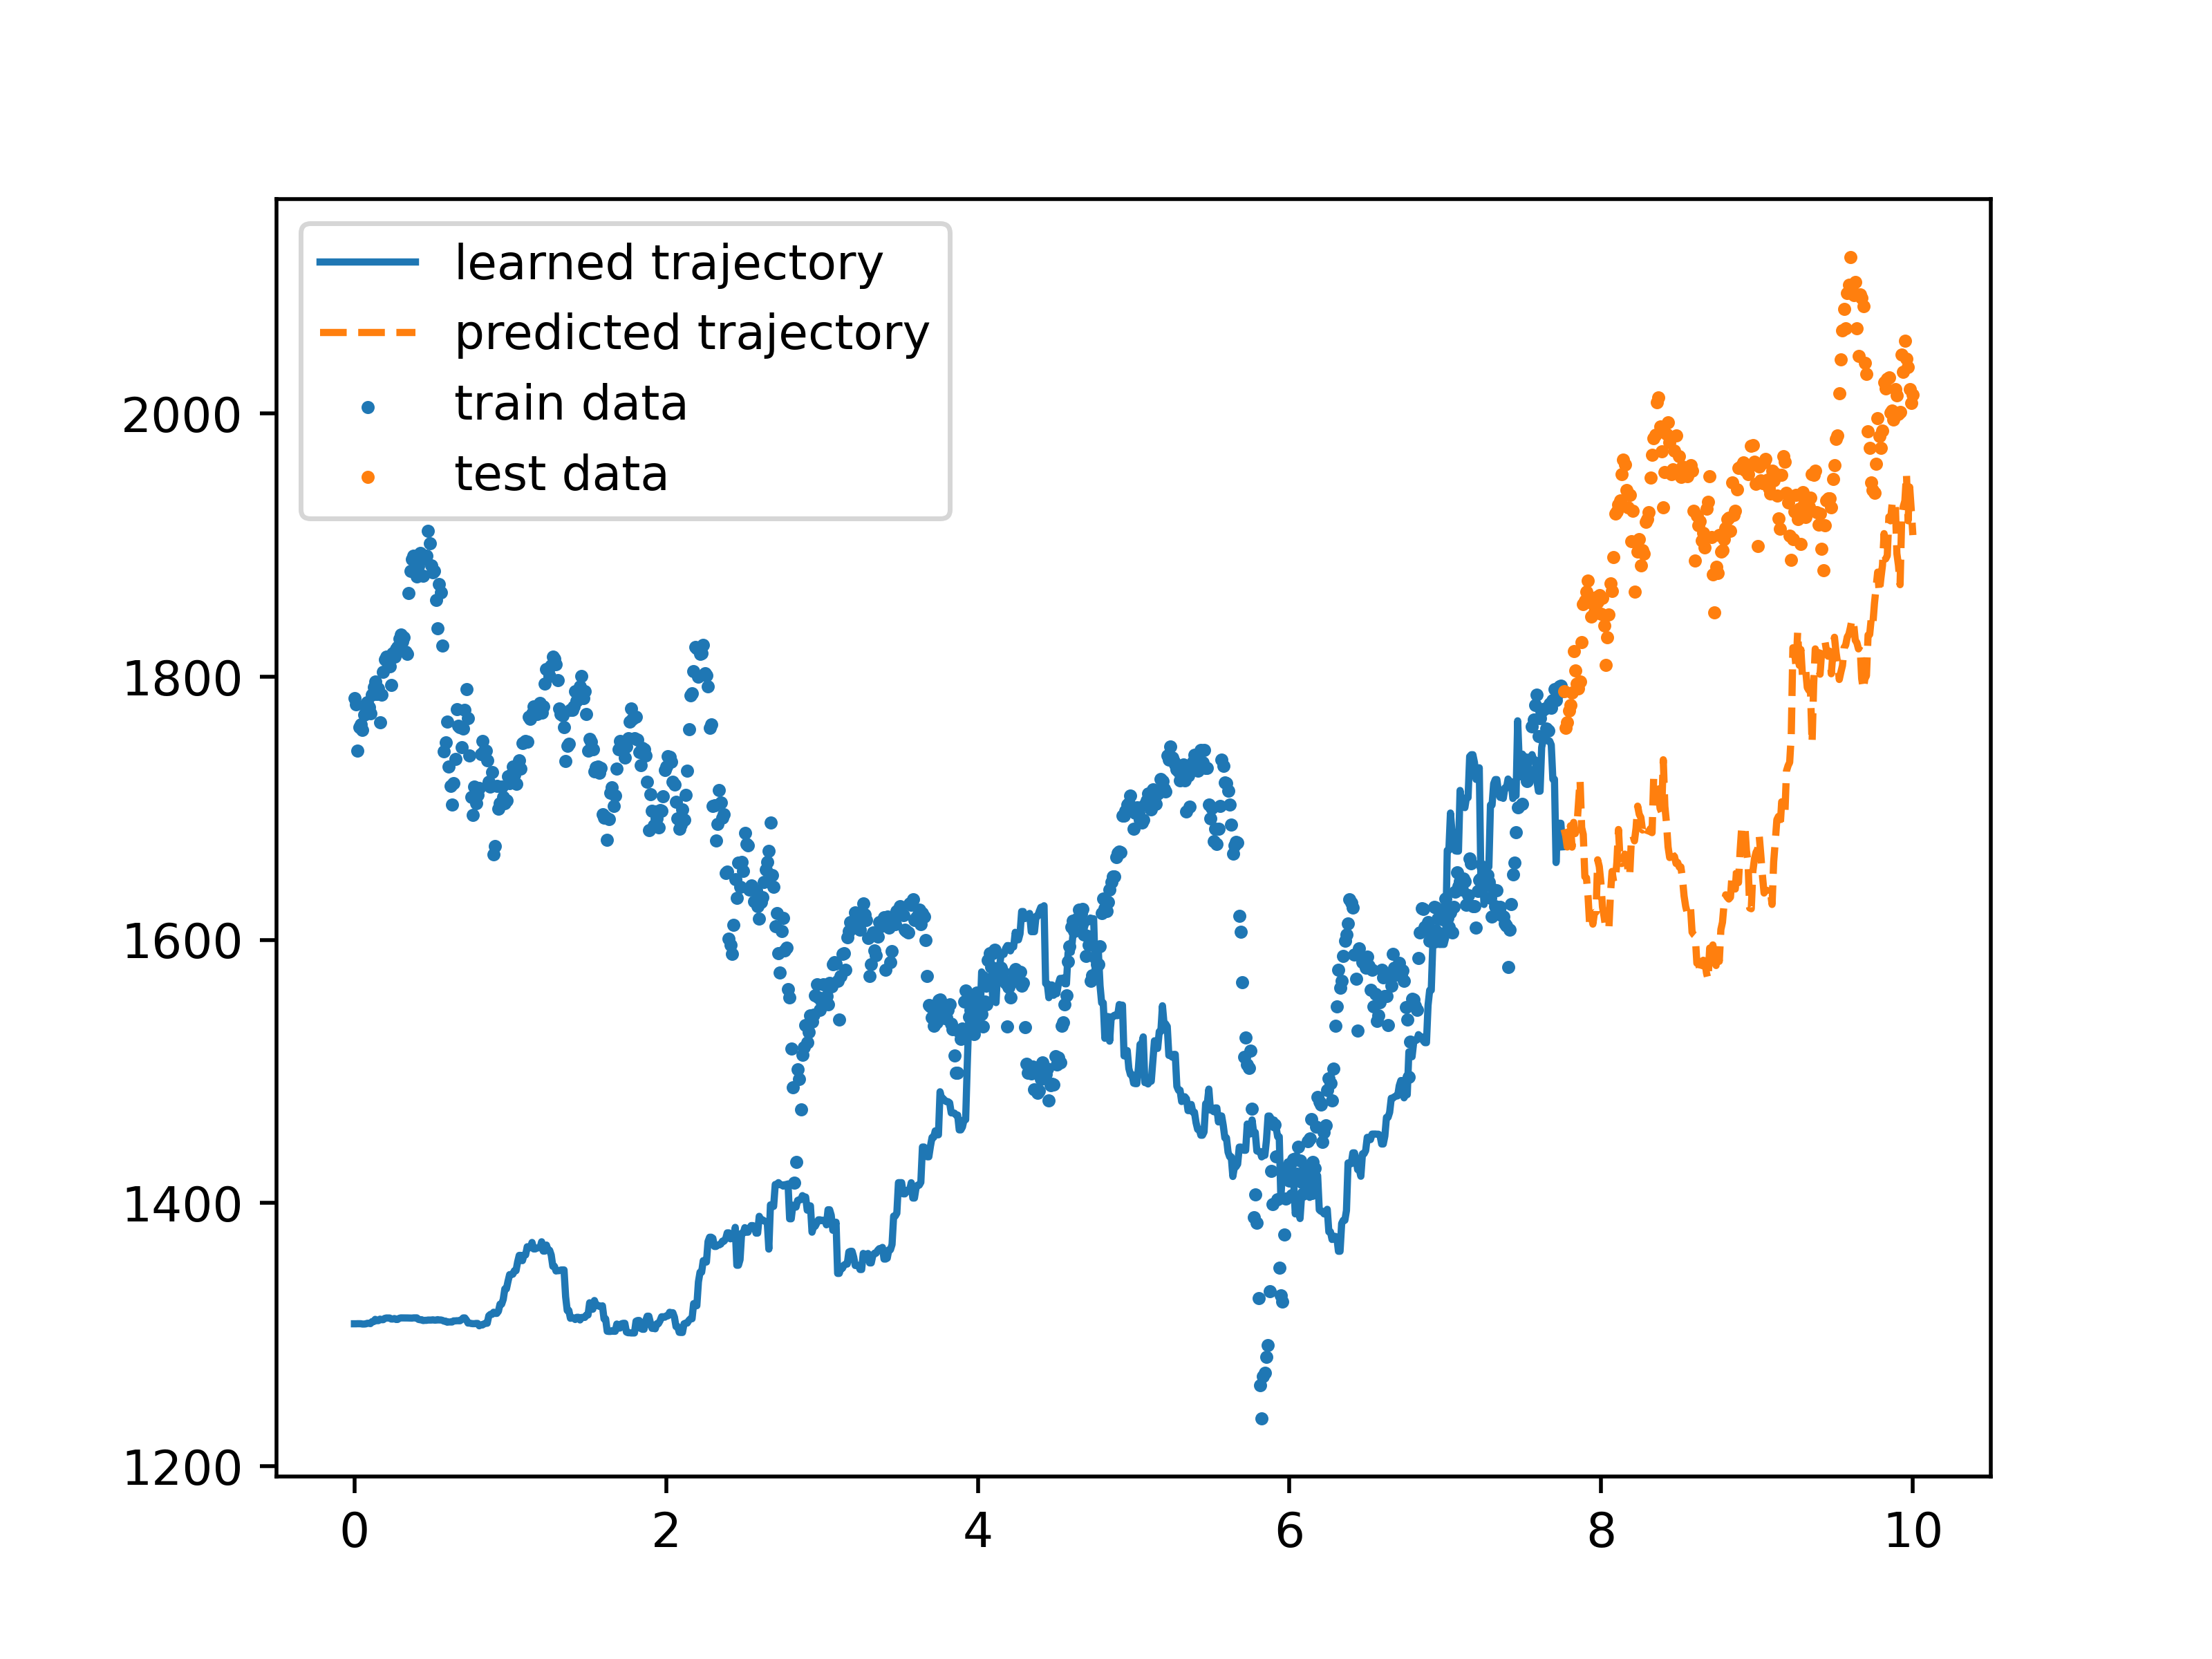 learned trajectory
predicted trajectory
train data
test data
2000
1800
1600
1400
1200
0 2 4 6 8 10